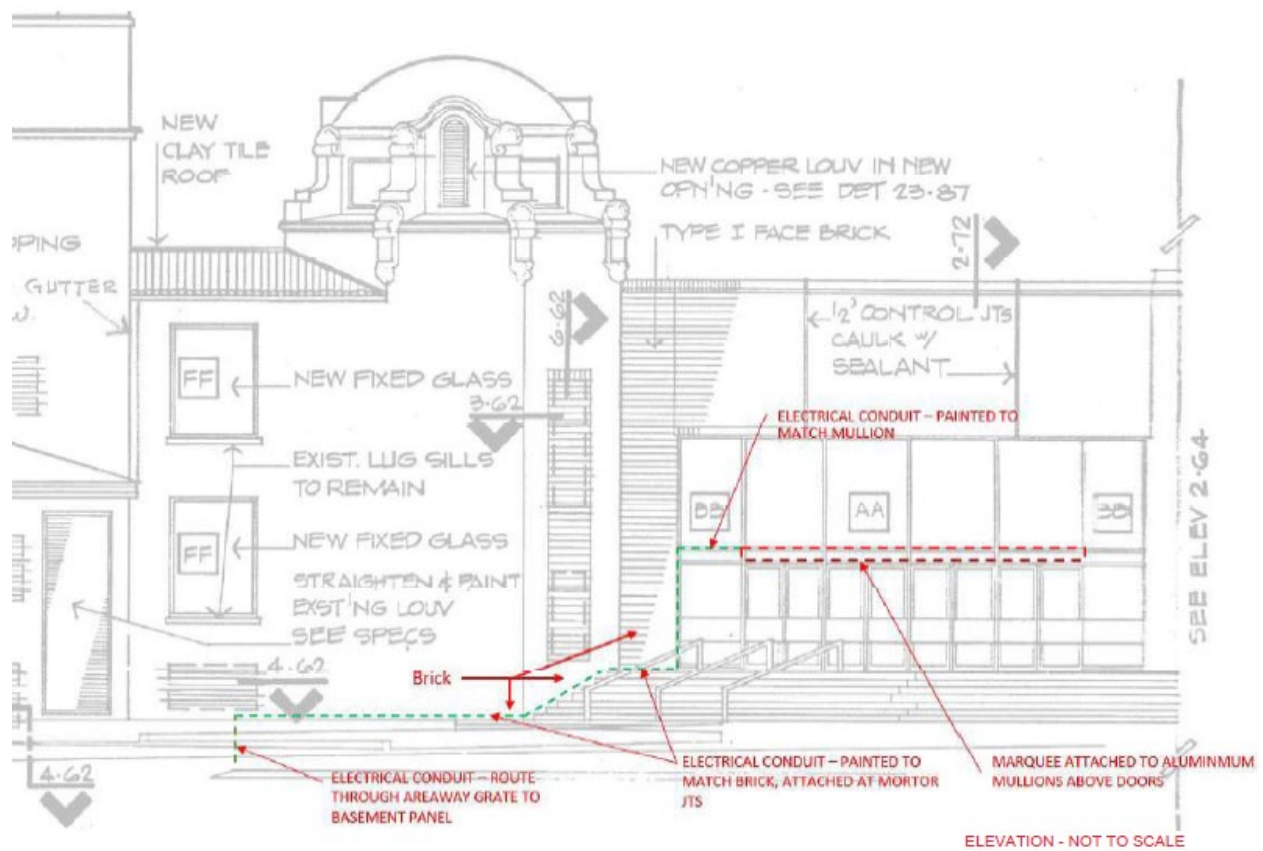 NEW
CLAY TILE
ROOF
NEW COPPER LOUV IN NEW
OPN'ING - SEE DET 23-87
TYPE I FACE BRICK
2-72
OPING
GUTTER
W.
6-62
1/2" CONTROL JTS
CAULK W/
SEALANT
FF
NEW FIXED GLASS
3-62
ELECTRICAL CONDUIT – PAINTED TO
MATCH MULLION
EXIST. LUG SILLS
TO REMAIN
BB
AA
BB
SEE ELEV 2-64
FF
NEW FIXED GLASS
STRAIGHTEN & PAINT
EXST'ING LOUV
SEE SPECS
4-62
Brick
4-62
ELECTRICAL CONDUIT – ROUTE
THROUGH AREAWAY GRATE TO
BASEMENT PANEL
ELECTRICAL CONDUIT – PAINTED TO
MATCH BRICK, ATTACHED AT MORTOR
JTS
MARQUEE ATTACHED TO ALUMINMUM
MULLIONS ABOVE DOORS
ELEVATION - NOT TO SCALE